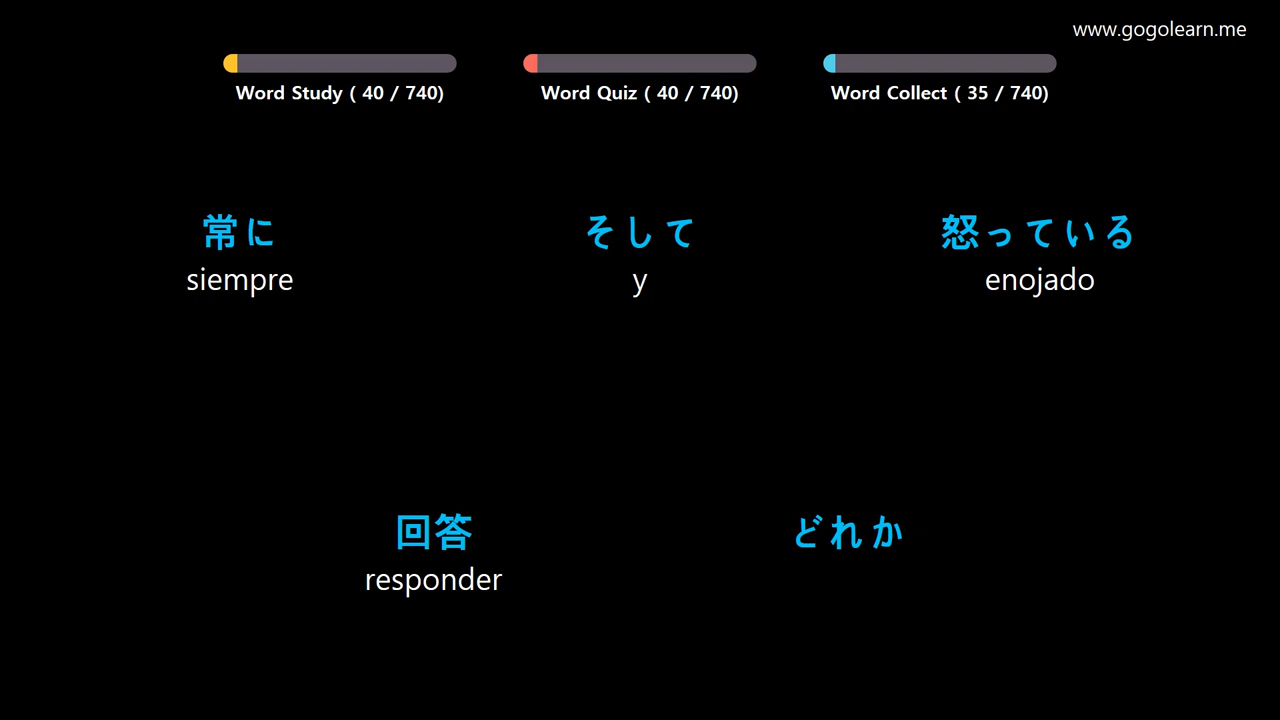 www.gogolearn.me
Word Study ( 40 / 740)
Word Quiz ( 40 / 740)
Word Collect ( 35 / 740)
常に
siempre
そして
y
怒っている
enojado
回答
responder
どれか